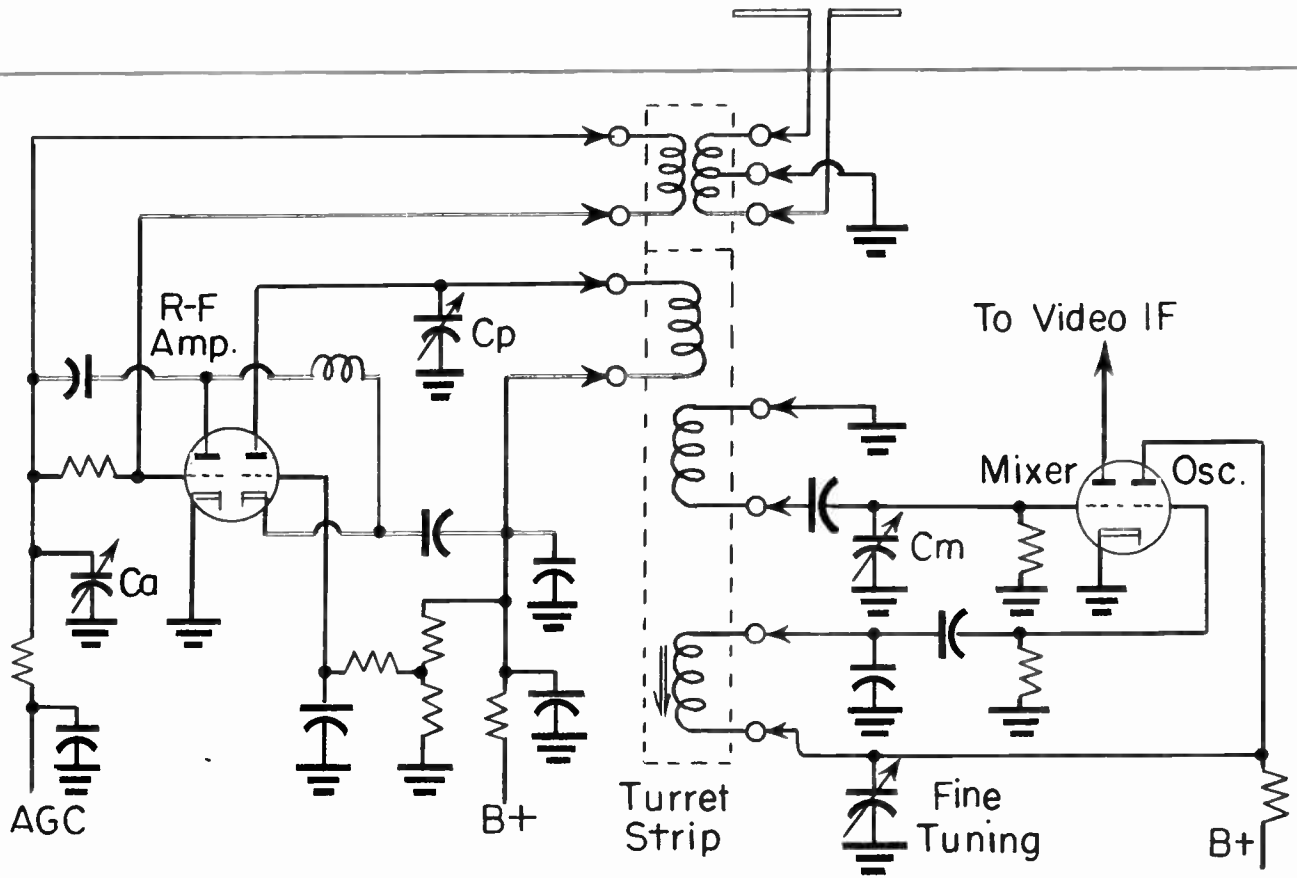 R-F
Amp.
Cp
To Video IF
Mixer
Osc.
Cm
Ca
AGC
B+
Turret
Strip
Fine
Tuning
B+